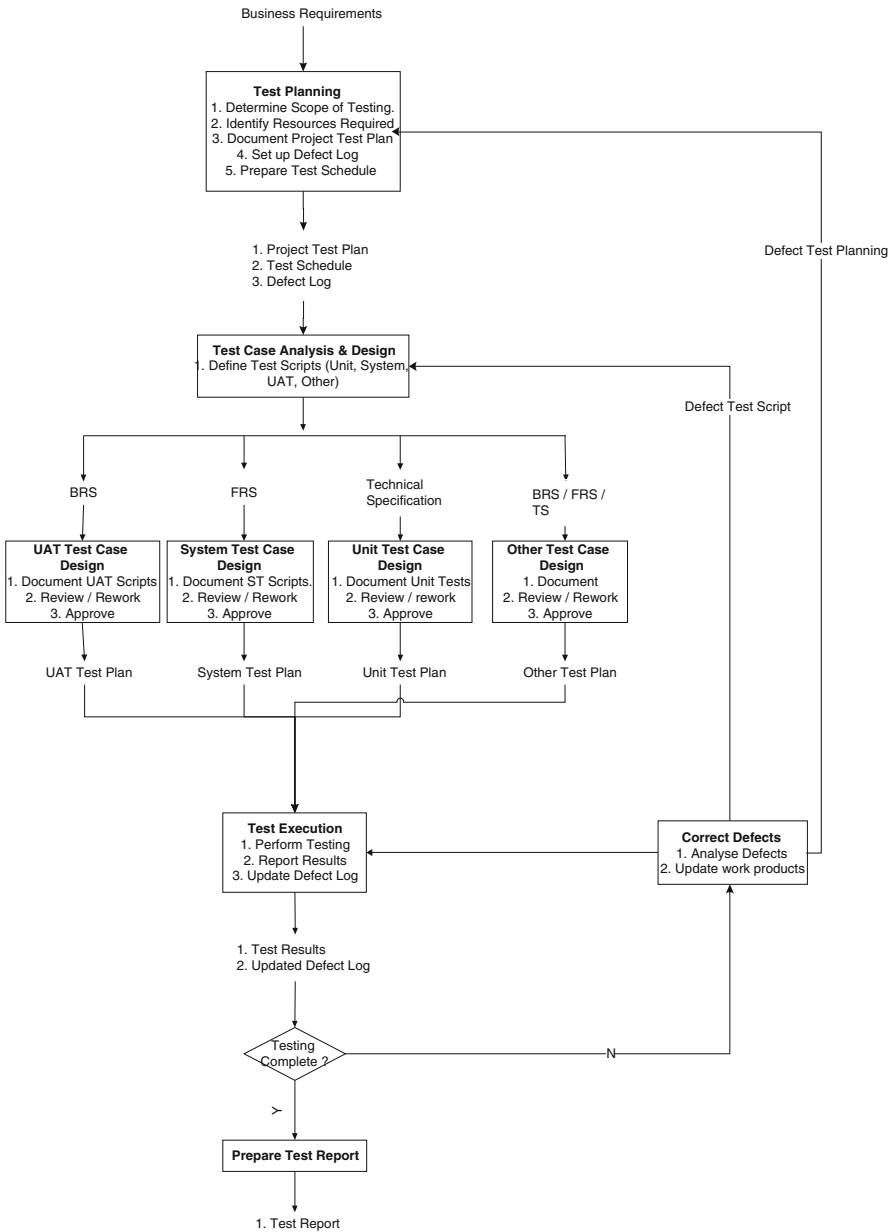 Business Requirements
Test Planning
1. Determine Scope of Testing.
2. Identify Resources Required
3. Document Project Test Plan
4. Set up Defect Log
5. Prepare Test Schedule
Defect Test Planning
1. Project Test Plan
2. Test Schedule
3. Defect Log
Test Case Analysis & Design
1. Define Test Scripts (Unit, System,
UAT, Other)
Defect Test Script
BRS
FRS
Technical
Specification
BRS / FRS /
TS
UAT Test Case
Design
1. Document UAT Scripts
2. Review / Rework
3. Approve
System Test Case
Design
1. Document ST Scripts.
2. Review / Rework
3. Approve
Unit Test Case
Design
1. Document Unit Tests
2. Review / rework
3. Approve
Other Test Case
Design
1. Document
2. Review / Rework
3. Approve
UAT Test Plan
System Test Plan
Unit Test Plan
Other Test Plan
Test Execution
1. Perform Testing
2. Report Results
3. Update Defect Log
Correct Defects
1. Analyse Defects
2. Update work products
1. Test Results
2. Updated Defect Log
Testing
Complete ?
N
Y
Prepare Test Report
1. Test Report